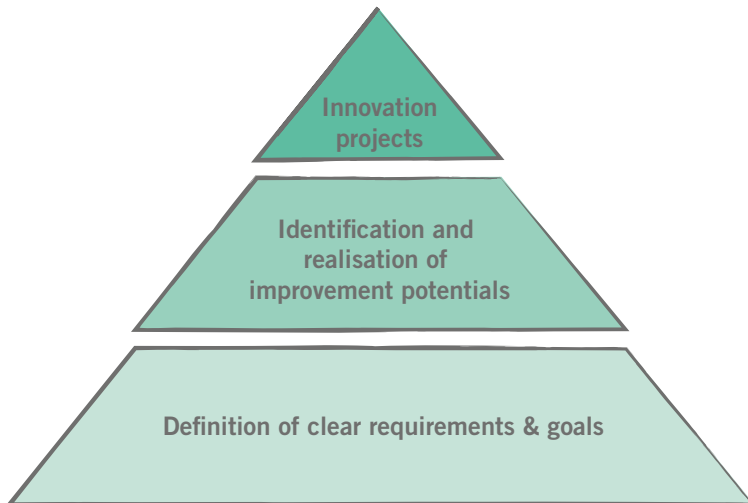 Innovation
projects
Identification and
realisation of
improvement potentials
Definition of clear requirements & goals